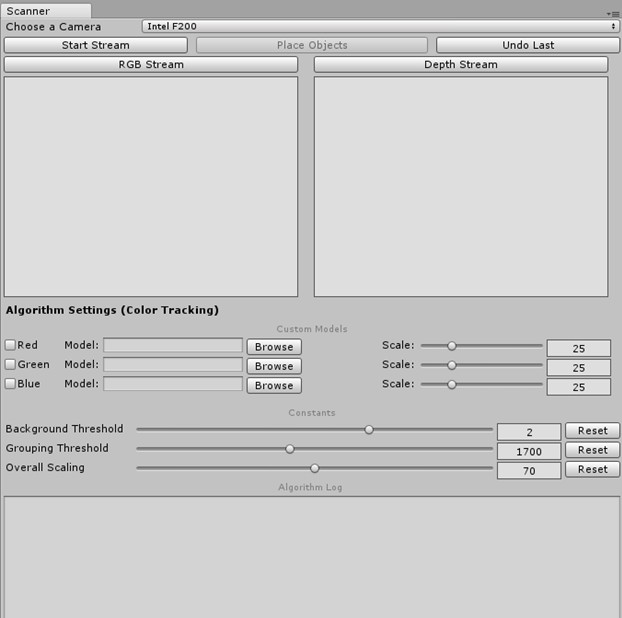 Scanner
Choose a Camera Intel F200
Start Stream Place Objects Undo Last
RGB Stream Depth Stream
Algorithm Settings (Color Tracking)
Custom Models
Red Model: Browse Scale: 25
Green Model: Browse Scale: 25
Blue Model: Browse Scale: 25
Constants
Background Threshold 2 Reset
Grouping Threshold 1700 Reset
Overall Scaling 70 Reset
Algorithm Log